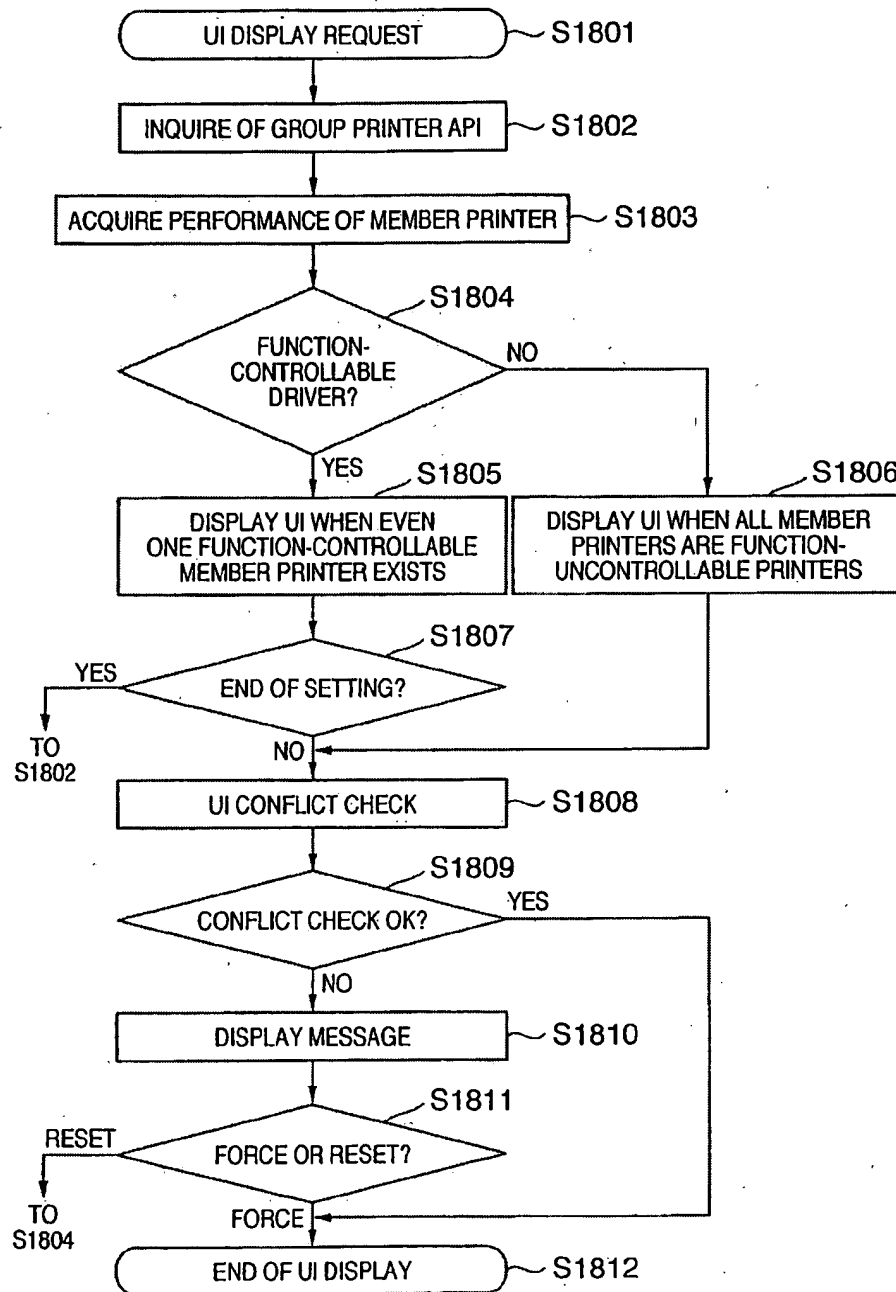 UI DISPLAY REQUEST
S1801
INQUIRE OF GROUP PRINTER API
S1802
ACQUIRE PERFORMANCE OF MEMBER PRINTER
S1803
S1804
FUNCTION-
CONTROLLABLE
DRIVER?
NO
YES
S1805
S1806
DISPLAY UI WHEN EVEN
ONE FUNCTION-CONTROLLABLE
MEMBER PRINTER EXISTS
DISPLAY UI WHEN ALL MEMBER
PRINTERS ARE FUNCTION-
UNCONTROLLABLE PRINTERS
S1807
YES
END OF SETTING?
TO
S1802
NO
UI CONFLICT CHECK
S1808
S1809
CONFLICT CHECK OK?
YES
NO
DISPLAY MESSAGE
S1810
S1811
RESET
FORCE OR RESET?
TO
S1804
FORCE
END OF UI DISPLAY
S1812